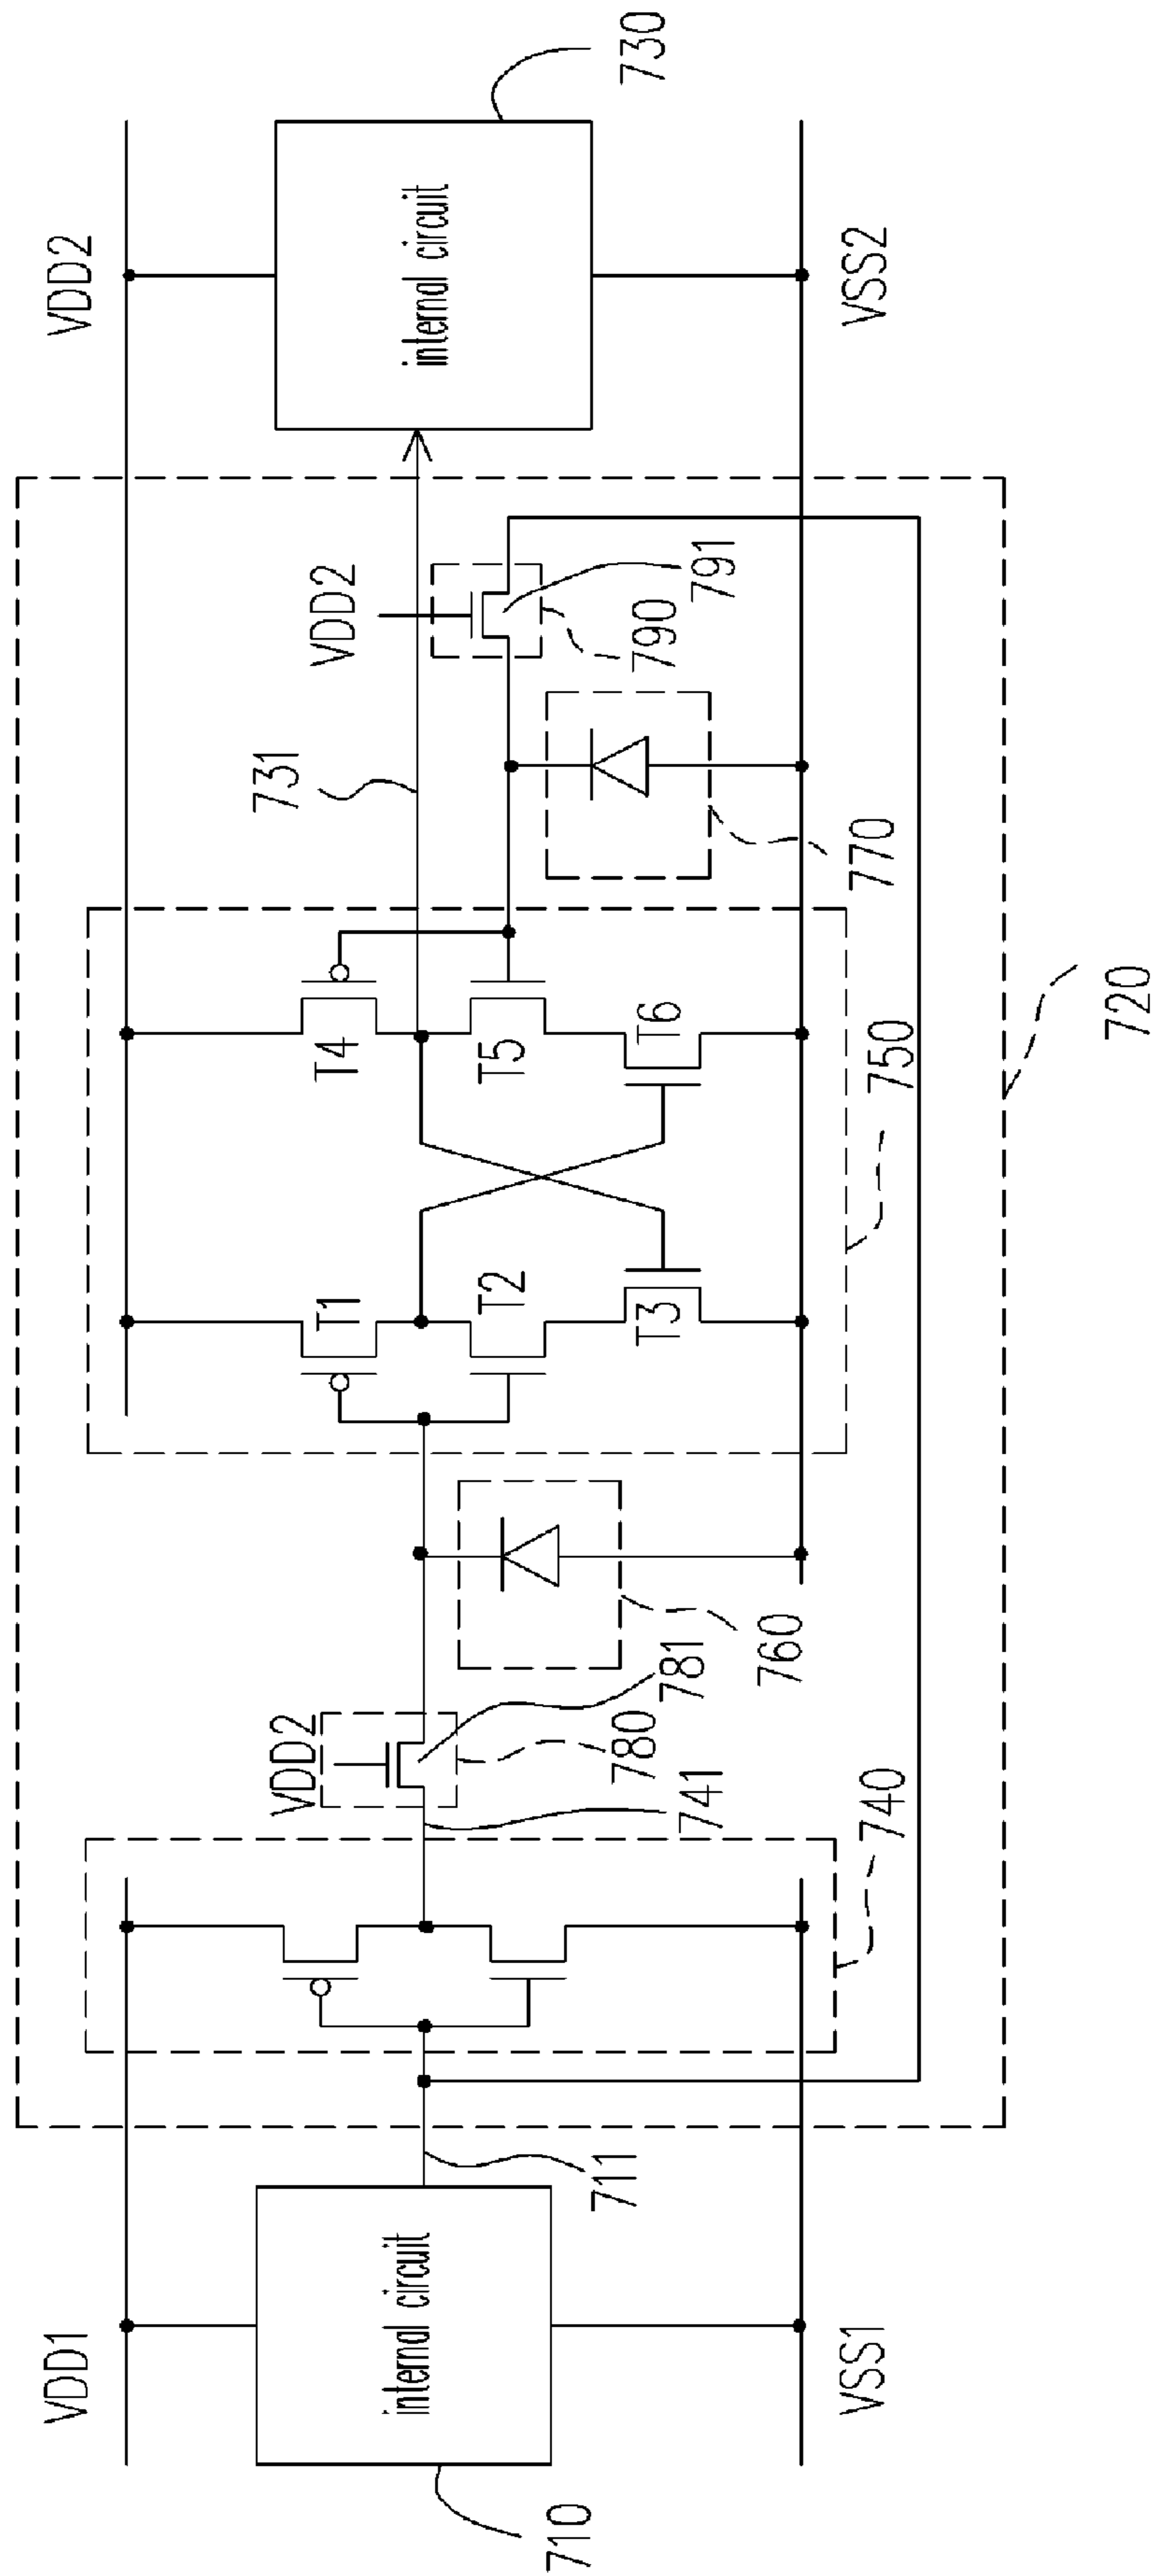 VDD1
VDD2
710
internal circuit
711
VSS1
740
741
VDD2
780
781
760
T1
T2
T3
T4
T5
T6
750
731
770
VDD2
790
791
internal circuit
730
VSS2
720